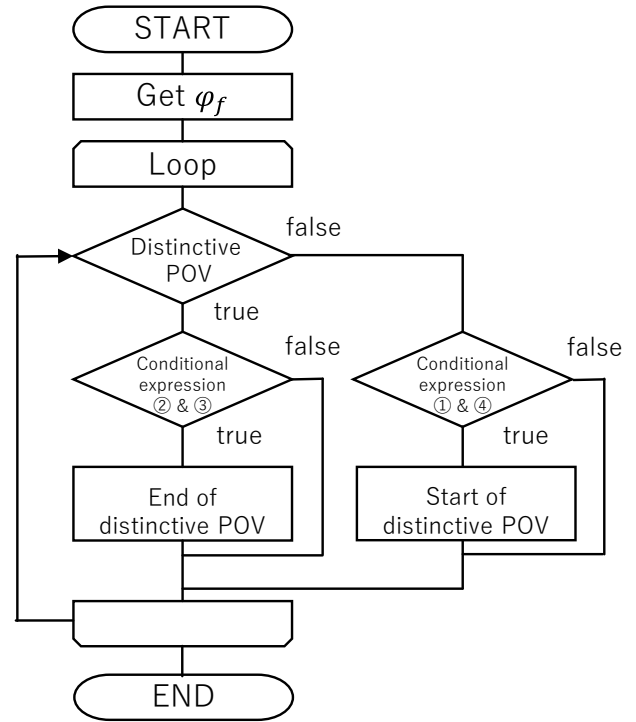 START
Get φ_f
Loop
Distinctive
POV
false
true
Conditional
expression
② & ③
false
true
Conditional
expression
① & ④
false
true
End of
distinctive POV
Start of
distinctive POV
END